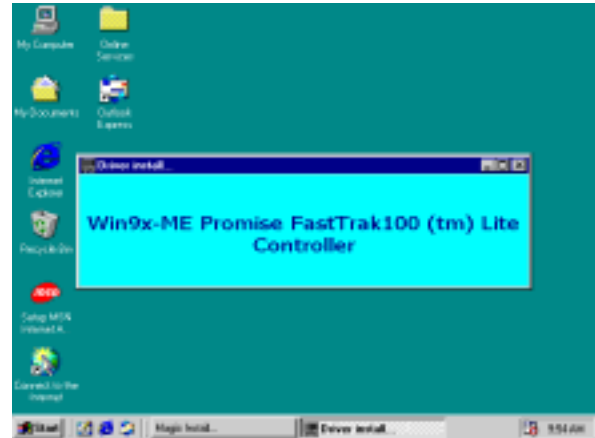 My Computer
Online
Services
My Documents
Outlook
Express
Internet
Explorer
Recycle Bin
Setup MSN
Internet A...
Connect to the
Internet
Driver install...
Win9x-ME Promise FastTrak100 (tm) Lite
Controller
Start
Magic Install...
Driver install...
9:54 AM